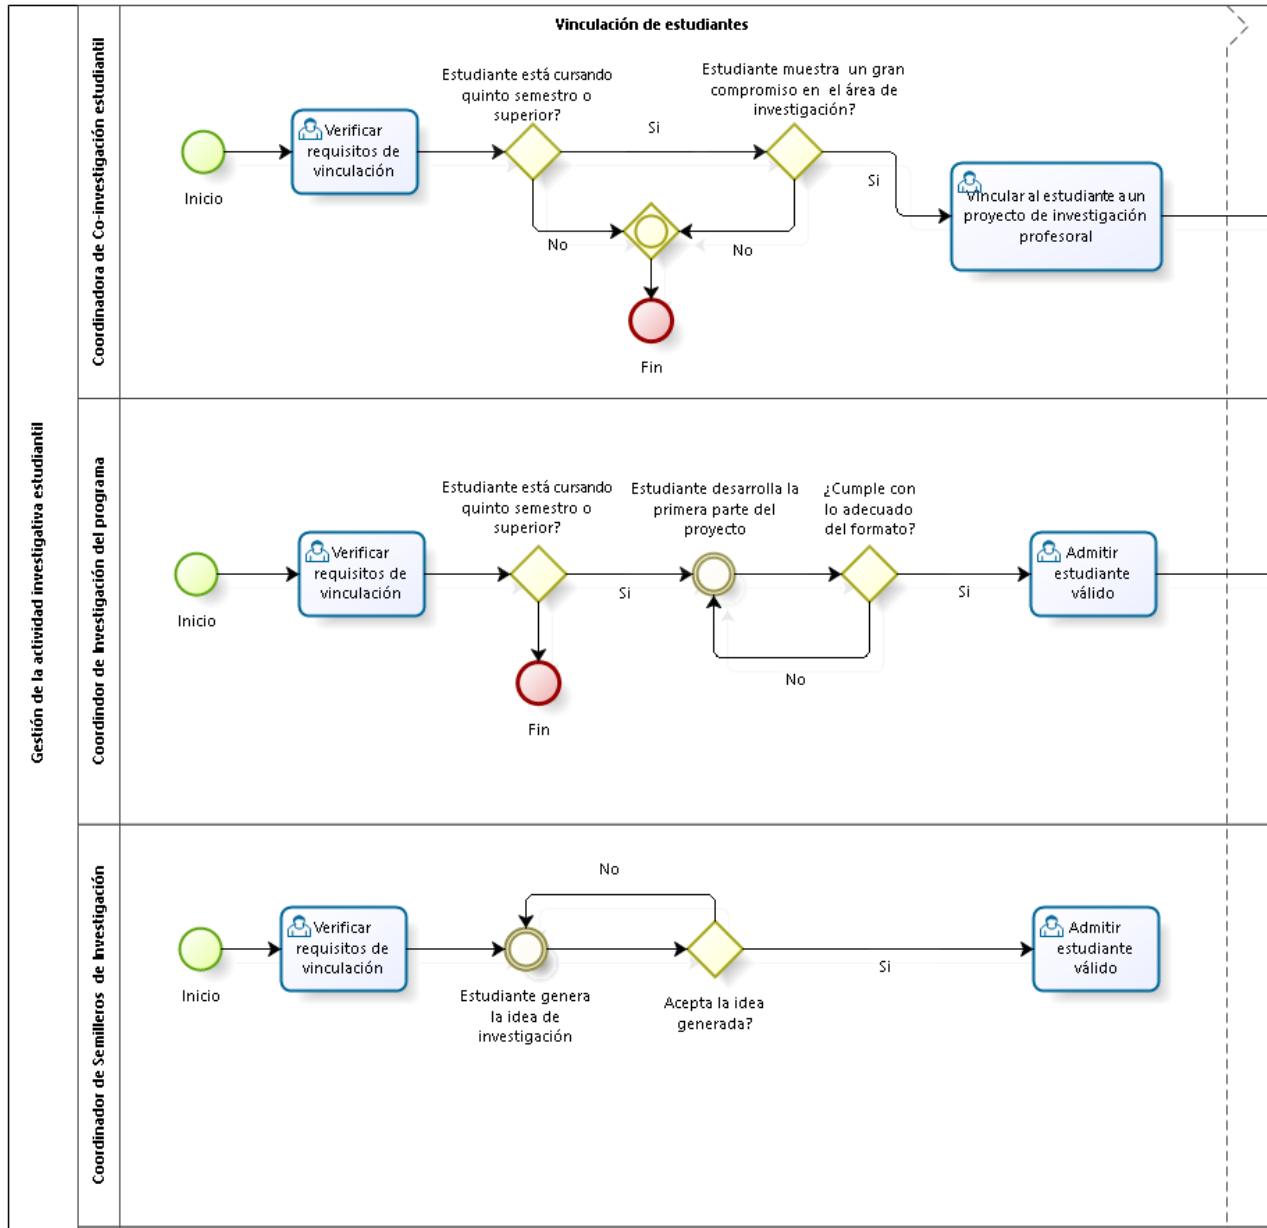 Vinculación de estudiantes
Gestión de la actividad investigativa estudiantil
Coordinadora de Co-investigación estudiantil
Estudiante está cursando
quinto semestro o
superior?
Estudiante muestra un gran
compromiso en el área de
investigación?
Inicio
Verificar
requisitos de
vinculación
Si
No
No
Si
Vincular al estudiante a un
proyecto de investigación
profesoral
Fin
Coordindor de Investigación del programa
Estudiante está cursando
quinto semestro o
superior?
Estudiante desarrolla la
primera parte del
proyecto
¿Cumple con
lo adecuado
del formato?
Inicio
Verificar
requisitos de
vinculación
Si
Si
Admitir
estudiante
válido
No
Fin
Coordinador de Semilleros de Investigación
No
Inicio
Verificar
requisitos de
vinculación
Estudiante genera
la idea de
investigación
Acepta la idea
generada?
Si
Admitir
estudiante
válido